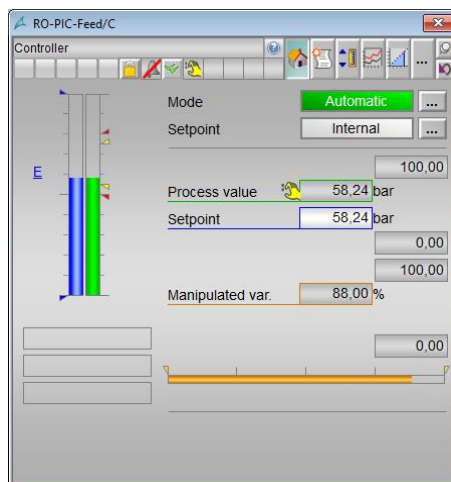 RO-PIC-Feed/C
Controller
...
Mode Automatic ...
Setpoint Internal ...
100,00
E
Process value 58,24 bar
Setpoint 58,24 bar
0,00
100,00
Manipulated var. 88,00 %
0,00